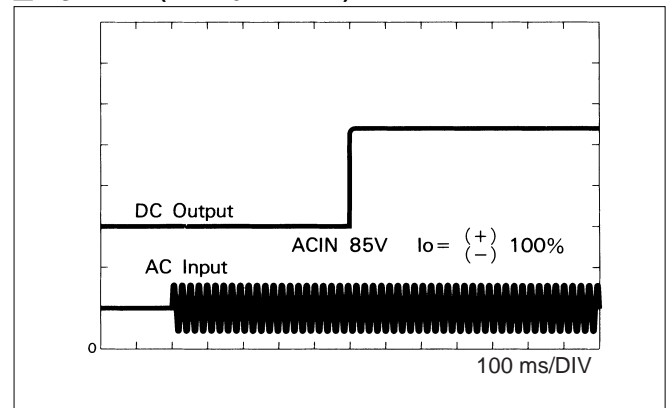 DC Output
ACIN 85V Io= (+) (−) 100%
AC Input
0
100 ms/DIV